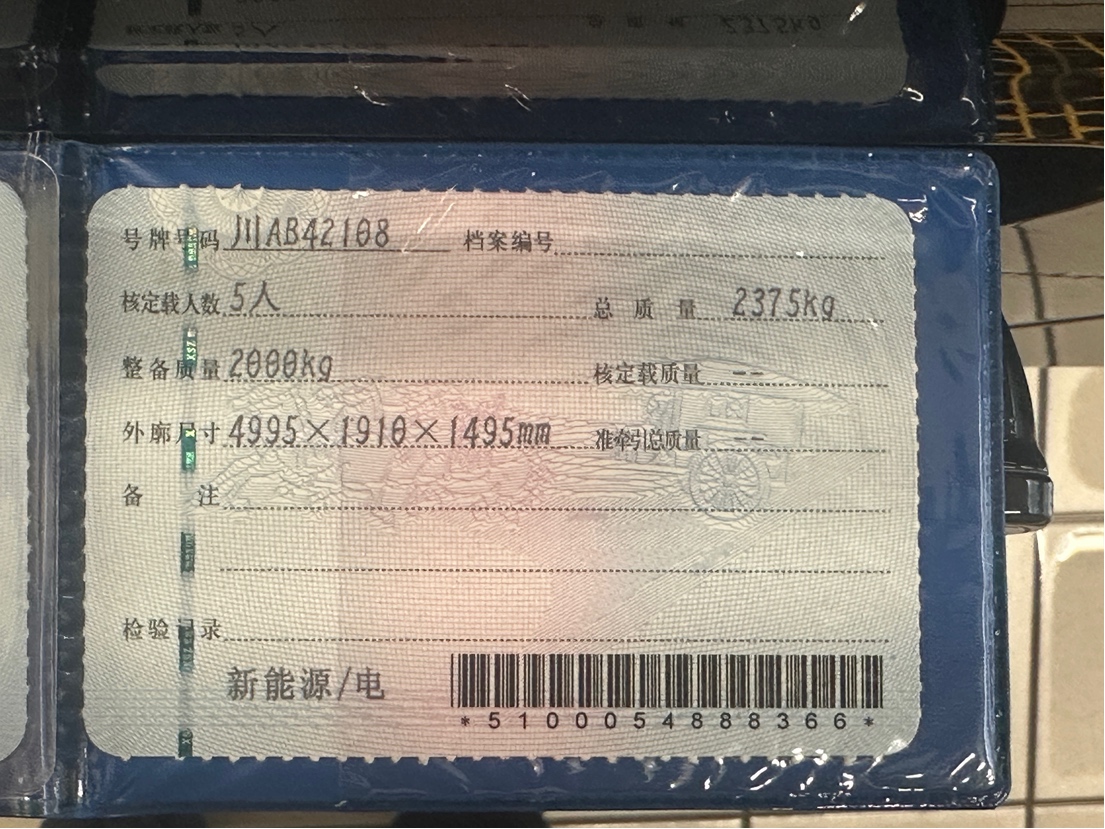 号牌号码 川AB42108 档案编号
核定载人数 5人 总质量 2375kg
整备质量 2000kg 核定载质量 --
外廓尺寸 4995×1910×1495mm 准牵引总质量 --
备注
检验记录
新能源/电
*5100054888366*